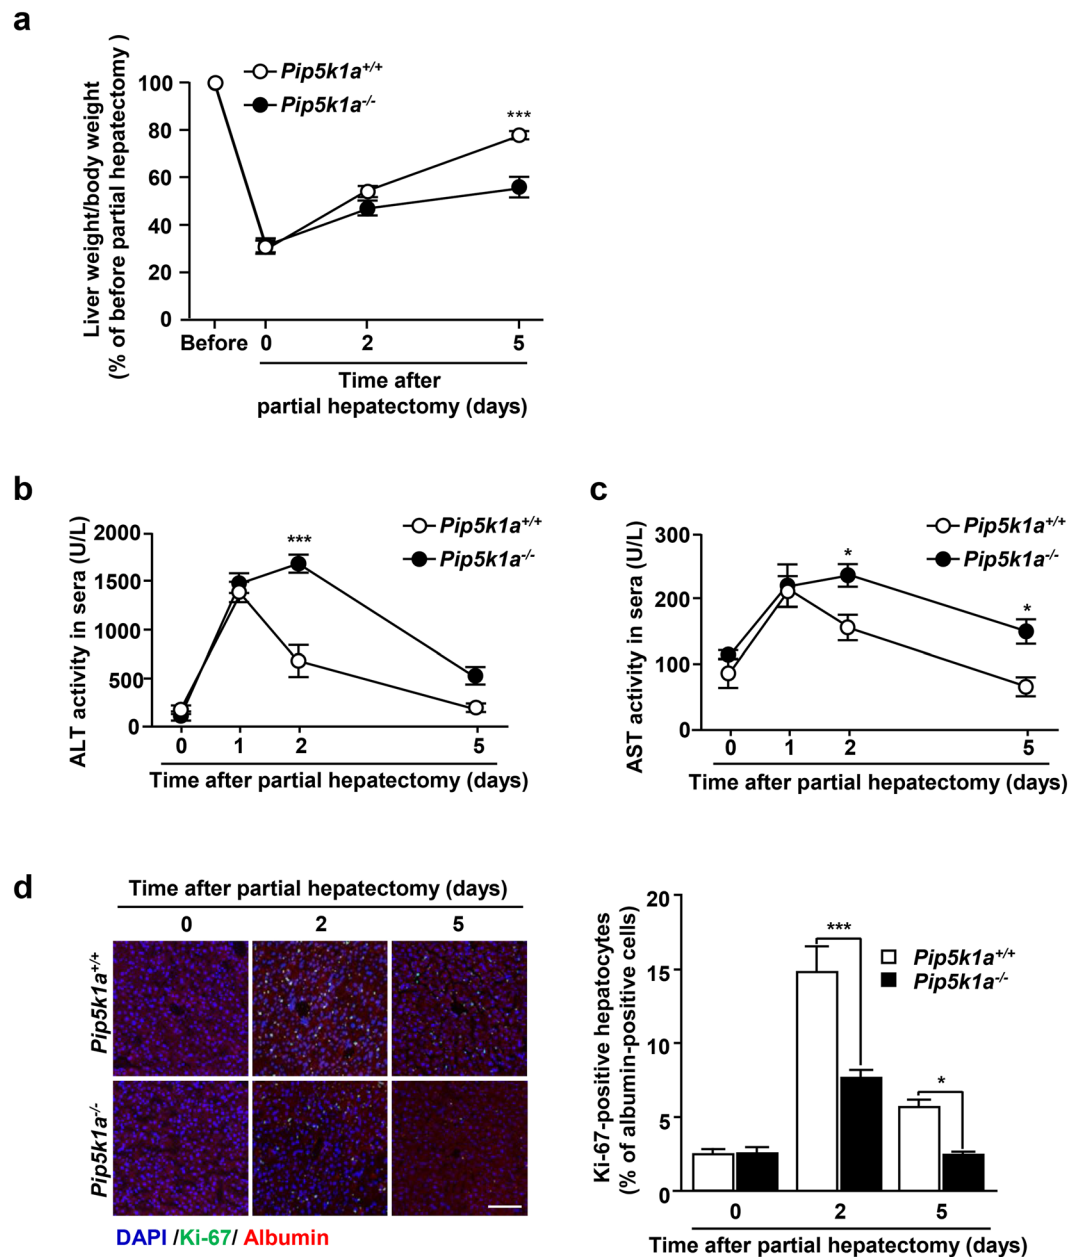 a
Liver weight/body weight
(% of before partial hepatectomy )
100
80
60
40
20
0
Pip5k1a+/+
Pip5k1a-/-
***
Before 0 2 5
Time after
partial hepatectomy (days)
b
ALT activity in sera (U/L)
2000
1500
1000
500
0
Pip5k1a+/+
Pip5k1a-/-
***
0 1 2 5
Time after partial hepatectomy (days)
c
AST activity in sera (U/L)
300
200
100
0
Pip5k1a+/+
Pip5k1a-/-
*
*
0 1 2 5
Time after partial hepatectomy (days)
d
Time after partial hepatectomy (days)
0 2 5
Pip5k1a+/+
Pip5k1a-/-
DAPI /Ki-67/ Albumin
Ki-67-positive hepatocytes
(% of albumin-positive cells)
20
15
10
5
0
***
*
Pip5k1a+/+
Pip5k1a-/-
0 2 5
Time after partial hepatectomy (days)